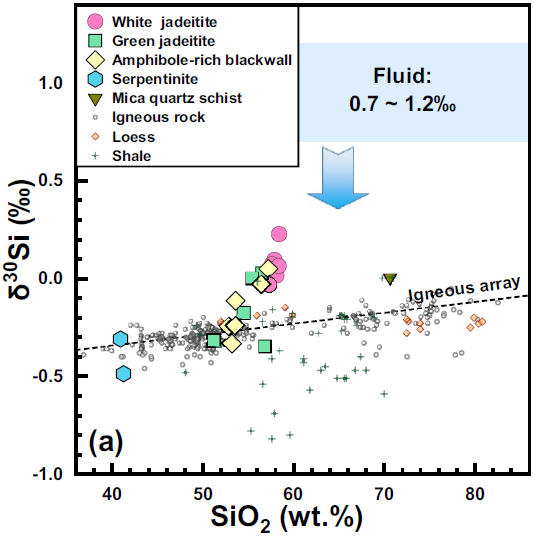 White jadeitite
Green jadeitite
Amphibole-rich blackwall
Serpentinite
Mica quartz schist
Igneous rock
Loess
Shale
Fluid:
0.7 ~ 1.2‰
Igneous array
(a)
δ³⁰Si (‰)
1.0
0.5
0.0
-0.5
-1.0
40 50 60 70 80
SiO₂ (wt.%)